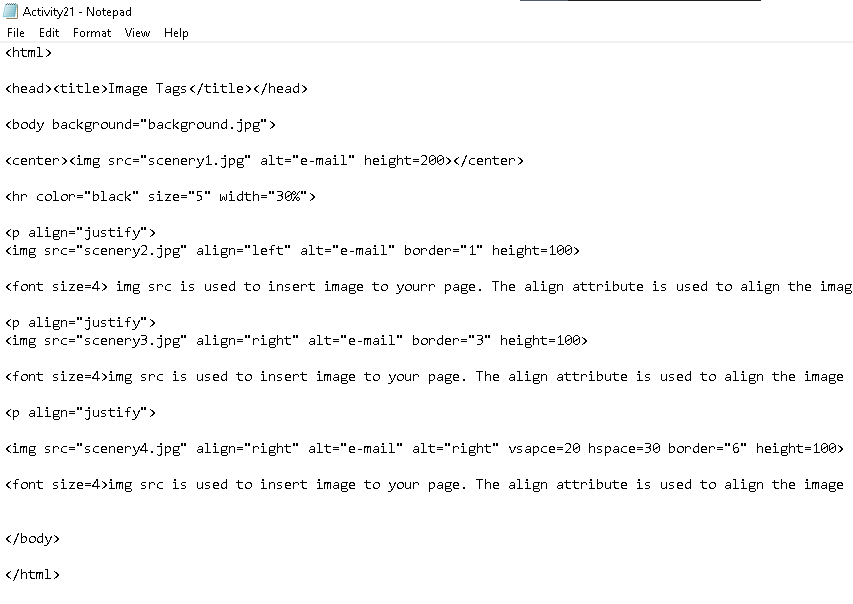 Activity21 - Notepad
File Edit Format View Help
<html>
<head><title>Image Tags</title></head>
<body background="background.jpg">
<center><img src="scenery1.jpg" alt="e-mail" height=200></center>
<hr color="black" size="5" width="30%">
<p align="justify">
<img src="scenery2.jpg" align="left" alt="e-mail" border="1" height=100>
<font size=4> img src is used to insert image to yourr page. The align attribute is used to align the imag
<p align="justify">
<img src="scenery3.jpg" align="right" alt="e-mail" border="3" height=100>
<font size=4>img src is used to insert image to your page. The align attribute is used to align the image
<p align="justify">
<img src="scenery4.jpg" align="right" alt="e-mail" alt="right" vsapce=20 hspace=30 border="6" height=100>
<font size=4>img src is used to insert image to your page. The align attribute is used to align the image
</body>
</html>